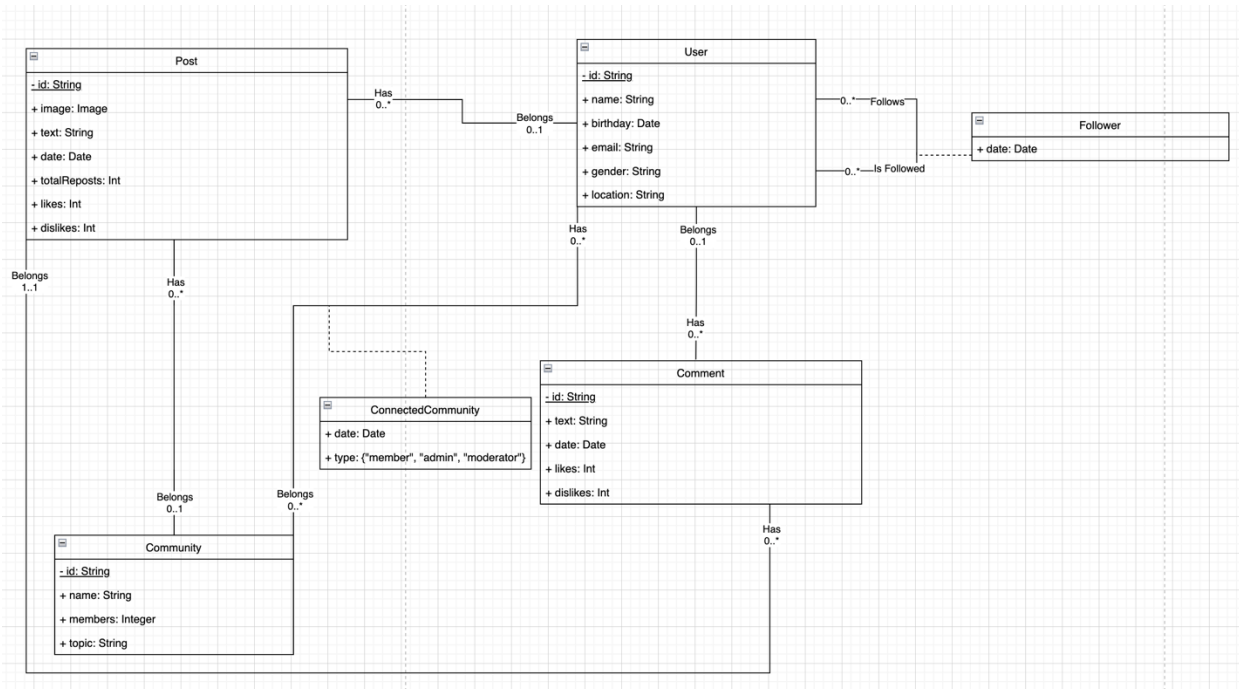 Post
- id: String
+ image: Image
+ text: String
+ date: Date
+ totalReposts: Int
+ likes: Int
+ dislikes: Int
Has
0..*
Belongs
0..1
User
- id: String
+ name: String
+ birthday: Date
+ email: String
+ gender: String
+ location: String
0..*
Follows
0..*
Is Followed
Follower
+ date: Date
Belongs
1..1
Has
0..*
Has
0..*
Belongs
0..1
Has
0..*
ConnectedCommunity
+ date: Date
+ type: {"member", "admin", "moderator"}
Comment
- id: String
+ text: String
+ date: Date
+ likes: Int
+ dislikes: Int
Belongs
0..1
Belongs
0..*
Has
0..*
Community
- id: String
+ name: String
+ members: Integer
+ topic: String